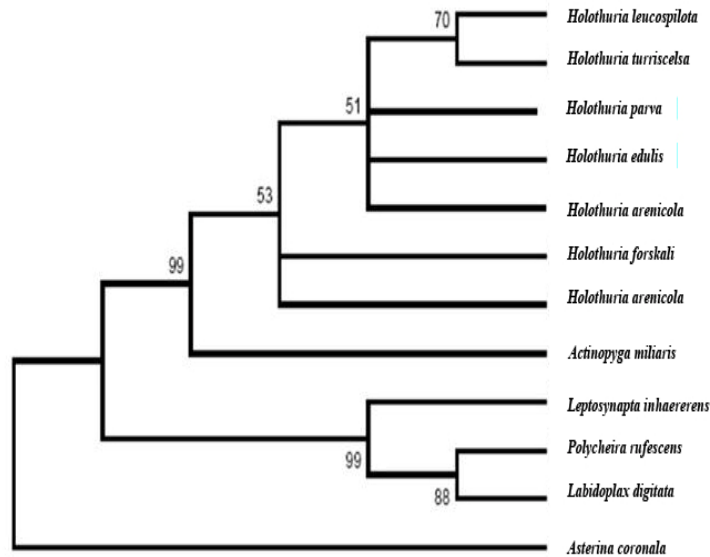 70
Holothuria leucospilota
Holothuria turriscelsa
51
Holothuria parva
Holothuria edulis
53
Holothuria arenicola
99
Holothuria forskali
Holothuria arenicola
Actinopyga miliaris
Leptosynapta inhaererens
99
Polycheira rufescens
88
Labidoplax digitata
Asterina coronala